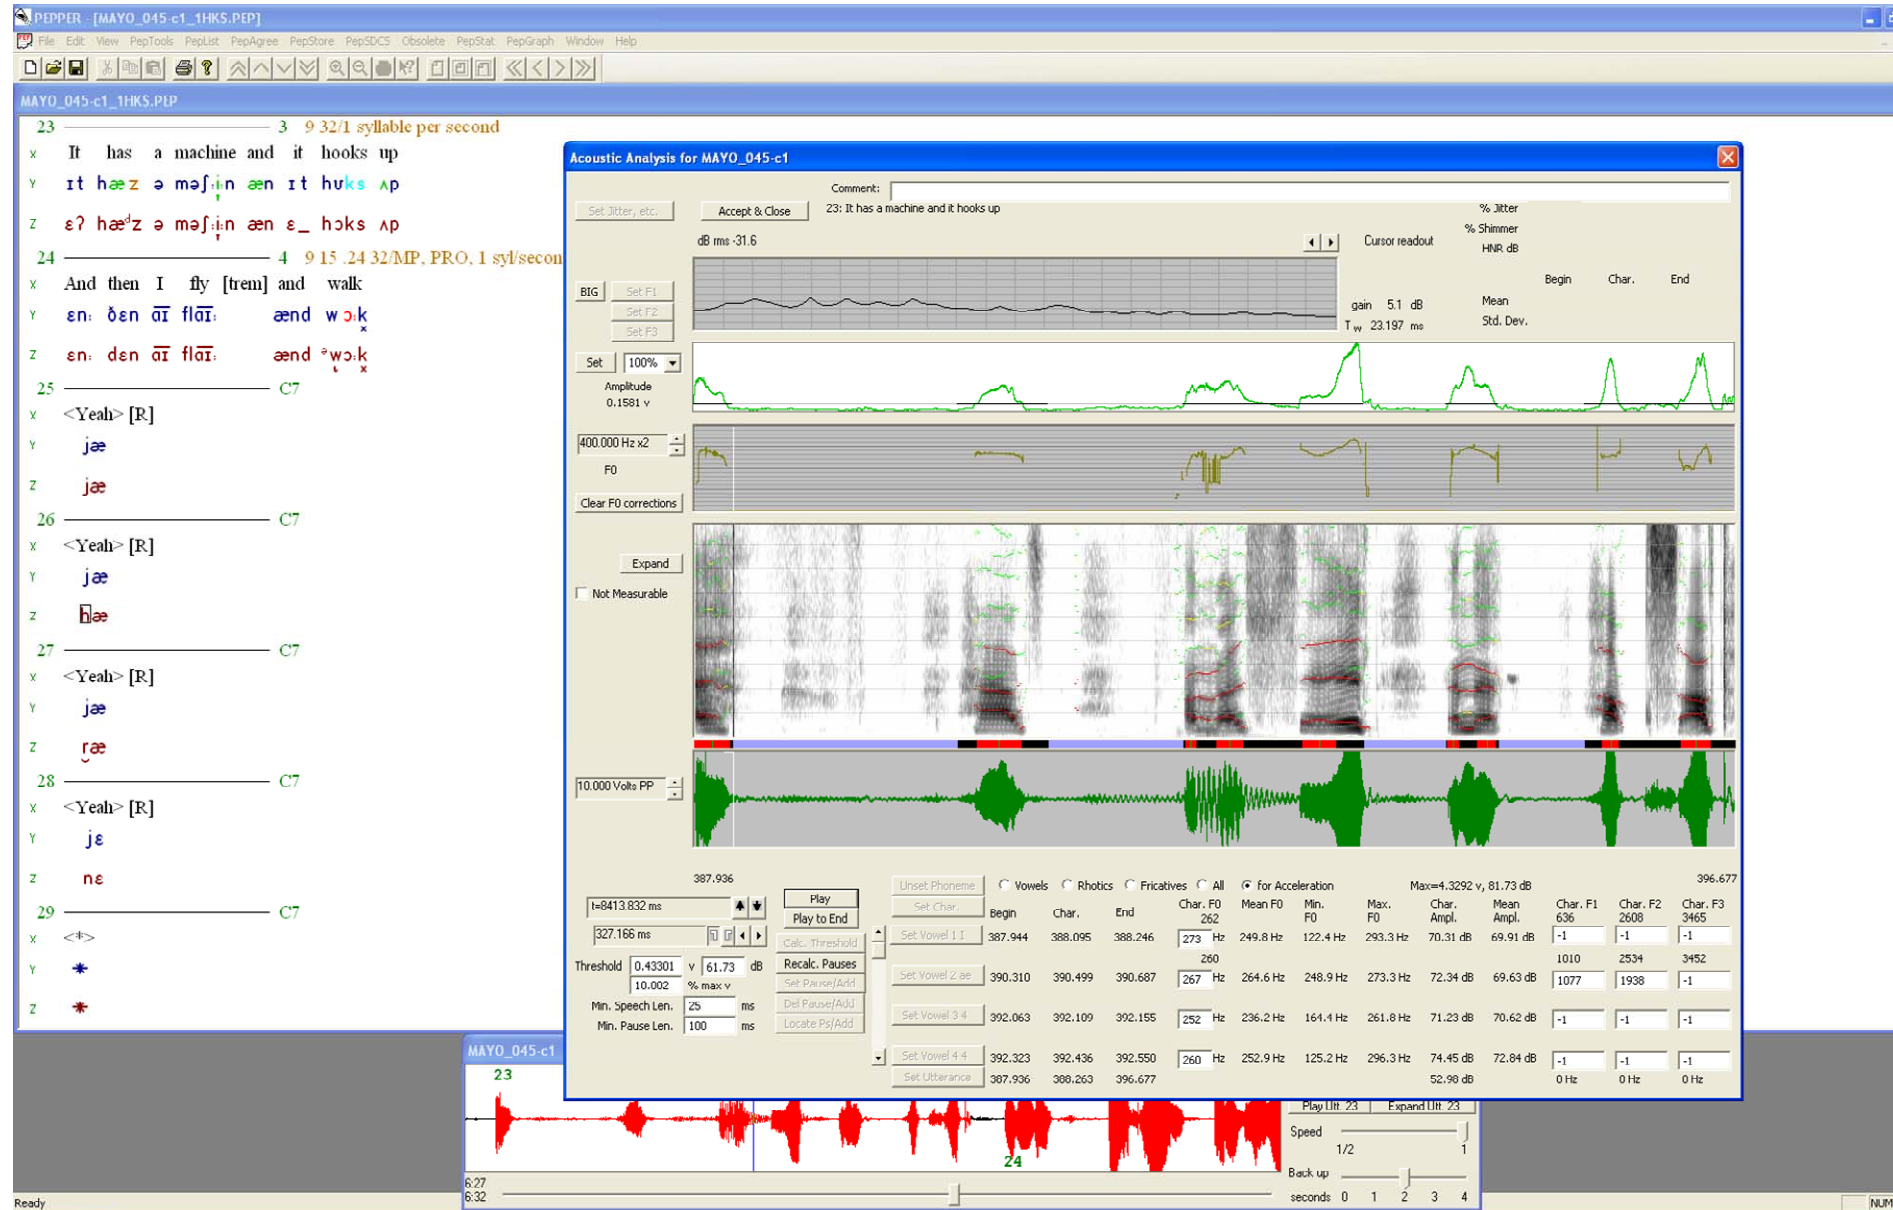 PEPPER - [MAYO_045-c1_1HKS.PEP]
File Edit View PepTools PepList PepAgree PepStore PepSDCS Obsolete PepStat PepGraph Window Help
MAYO_045-c1_1HKS.PEP
23 3 9 32/1 syllable per second
X It has a machine and it hooks up
24 4 9 15 .24 32/MP, PRO, 1 syl/secon
X And then I fly [trem] and walk
25 C7
X <Yeah> [R]
Y jæ
Z jæ
26 C7
X <Yeah> [R]
Y jæ
Z hæ
27 C7
X <Yeah> [R]
Y jæ
Z r̮æ
28 C7
X <Yeah> [R]
Y jɛ
Z nɛ
29 C7
X <*>
Y *
Z *
Acoustic Analysis for MAYO_045-c1
Comment:
Set Jitter, etc. Accept & Close 23: It has a machine and it hooks up % Jitter
% Shimmer
dB rms -31.6 Cursor readout HNR dB
Begin Char. End
BIG Set F1
Set F2
Set F3
gain 5.1 dB Mean
Tw 23.197 ms Std. Dev.
Set 100%
Amplitude
0.1581 v
400.000 Hz x2
F0
Clear F0 corrections
Expand
Not Measurable
10.000 Volts PP
387.936 396.677
t=8413.832 ms
327.166 ms
Play
Play to End
Calc. Threshold
Recalc. Pauses
Set Pause/Add
Del Pause/Add
Locate Ps/Add
Threshold 0.43301 v 61.73 dB
10.002 % max v
Min. Speech Len. 25 ms
Min. Pause Len. 100 ms
Unset Phoneme Vowels Rhotics Fricatives All for Acceleration Max=4.3292 v, 81.73 dB
Set Char. Begin Char. End Char. F0 Mean F0 Min. F0 Max. F0 Char. Ampl. Mean Ampl. Char. F1 Char. F2 Char. F3
262 636 2608 3465
Set Vowel 1 I 387.944 388.095 388.246 273 Hz 249.8 Hz 122.4 Hz 293.3 Hz 70.31 dB 69.91 dB -1 -1 -1
260 1010 2534 3452
Set Vowel 2 ae 390.310 390.499 390.687 267 Hz 264.6 Hz 248.9 Hz 273.3 Hz 72.34 dB 69.63 dB 1077 1938 -1
Set Vowel 3 4 392.063 392.109 392.155 252 Hz 236.2 Hz 164.4 Hz 261.8 Hz 71.23 dB 70.62 dB -1 -1 -1
Set Vowel 4 4 392.323 392.436 392.550 260 Hz 252.9 Hz 125.2 Hz 296.3 Hz 74.45 dB 72.84 dB -1 -1 -1
Set Utterance 387.936 388.263 396.677 52.98 dB 0 Hz 0 Hz 0 Hz
MAYO_045-c1
23
24
6:27
6:32
Play Utt. 23 Expand Utt. 23
Speed
1/2 1
Back up
seconds 0 1 2 3 4
Ready NUM